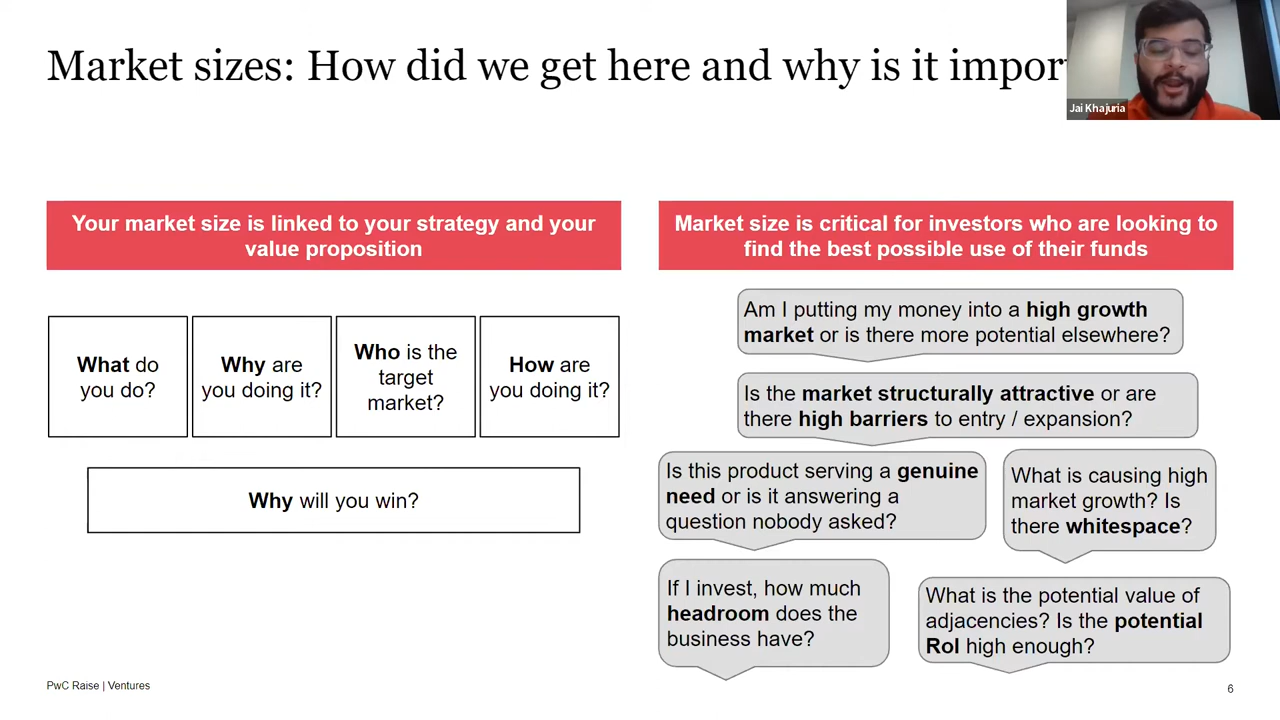 Market sizes: How did we get here and why is it impor
Jai Khajuria
Your market size is linked to your strategy and your
value proposition
What do
you do?
Why are
you doing it?
Who is the
target
market?
How are
you doing it?
Why will you win?
Market size is critical for investors who are looking to
find the best possible use of their funds
Am I putting my money into a high growth
market or is there more potential elsewhere?
Is the market structurally attractive or are
there high barriers to entry / expansion?
Is this product serving a genuine
need or is it answering a
question nobody asked?
What is causing high
market growth? Is
there whitespace?
If I invest, how much
headroom does the
business have?
What is the potential value of
adjacencies? Is the potential
RoI high enough?
PwC Raise | Ventures
6